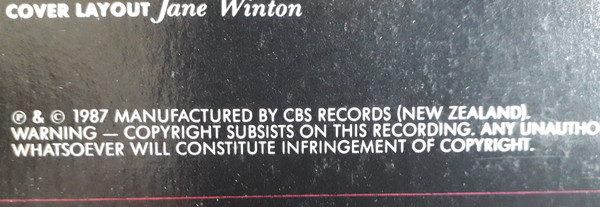 COVER LAYOUT Jane Winton
℗ & © 1987 MANUFACTURED BY CBS RECORDS (NEW ZEALAND).
WARNING — COPYRIGHT SUBSISTS ON THIS RECORDING. ANY UNAUTHO
WHATSOEVER WILL CONSTITUTE INFRINGEMENT OF COPYRIGHT.